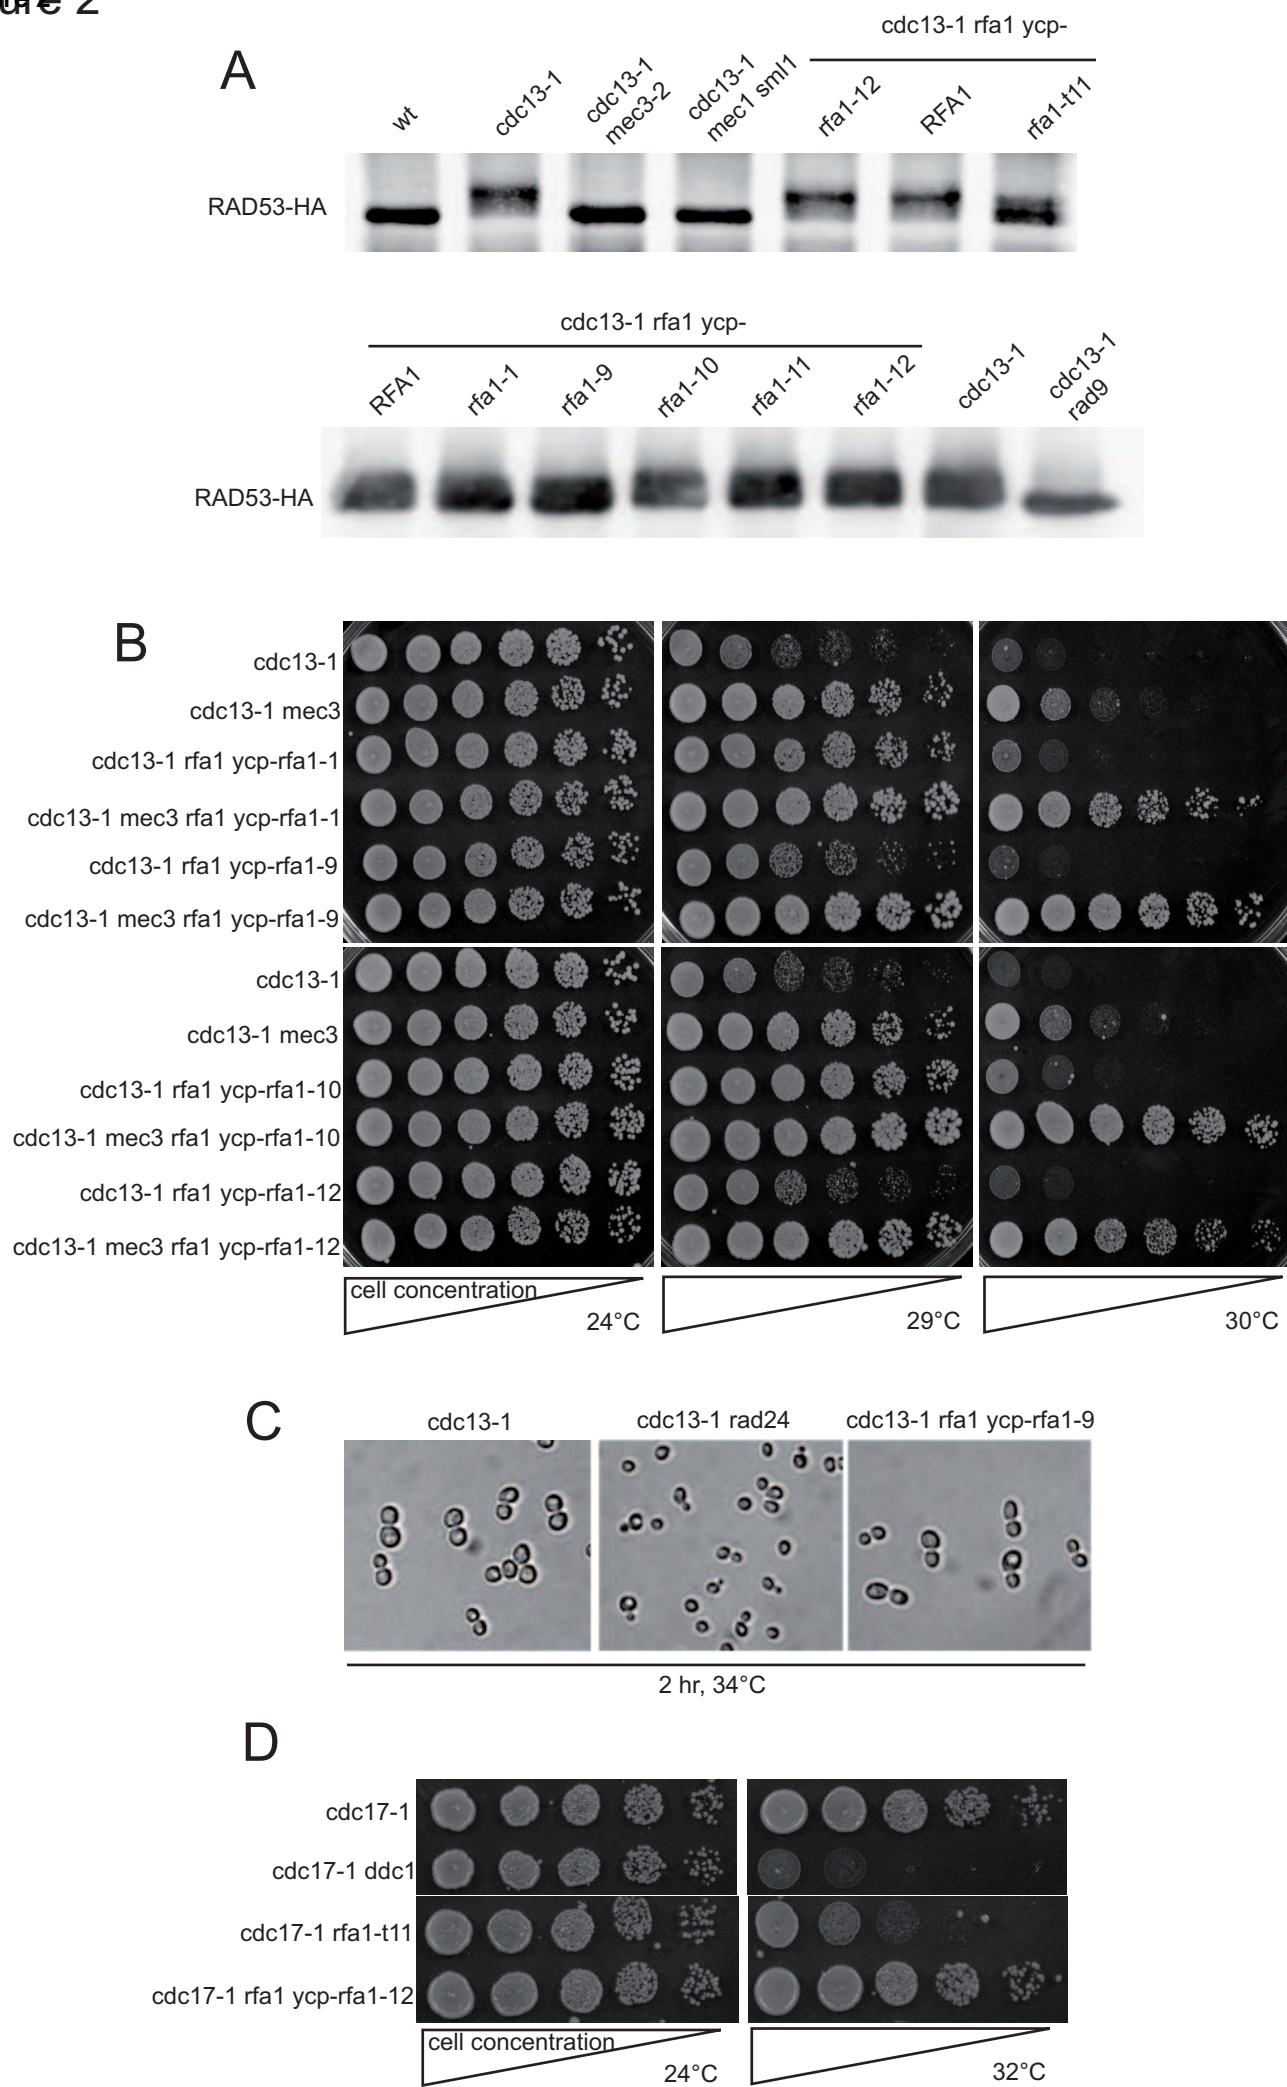 2
A
cdc13-1 rfa1 ycp-
wt
cdc13-1
cdc13-1
mec3-2
cdc13-1
mec1 sml1
rfa1-12
RFA1
rfa1-t11
RAD53-HA
cdc13-1 rfa1 ycp-
RFA1
rfa1-1
rfa1-9
rfa1-10
rfa1-11
rfa1-12
cdc13-1
cdc13-1
rad9
RAD53-HA
B
cdc13-1
cdc13-1 mec3
cdc13-1 rfa1 ycp-rfa1-1
cdc13-1 mec3 rfa1 ycp-rfa1-1
cdc13-1 rfa1 ycp-rfa1-9
cdc13-1 mec3 rfa1 ycp-rfa1-9
cdc13-1
cdc13-1 mec3
cdc13-1 rfa1 ycp-rfa1-10
cdc13-1 mec3 rfa1 ycp-rfa1-10
cdc13-1 rfa1 ycp-rfa1-12
cdc13-1 mec3 rfa1 ycp-rfa1-12
cell concentration
24°C
29°C
30°C
C
cdc13-1
cdc13-1 rad24
cdc13-1 rfa1 ycp-rfa1-9
2 hr, 34°C
D
cdc17-1
cdc17-1 ddc1
cdc17-1 rfa1-t11
cdc17-1 rfa1 ycp-rfa1-12
cell concentration
24°C
32°C